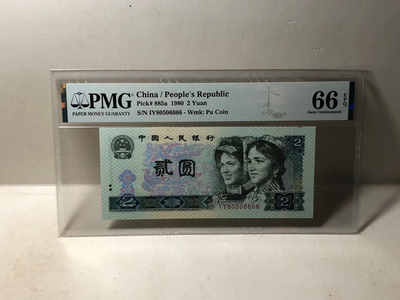 PMG
PAPER MONEY GUARANTY
China / People's Republic
Pick# 885a 1980 2 Yuan
S/N IY80506666 - Wmk: Pu Coin
66 EPQ
Gem Uncirculated
中国人民银行
2
贰圆
IY80506666
2
2